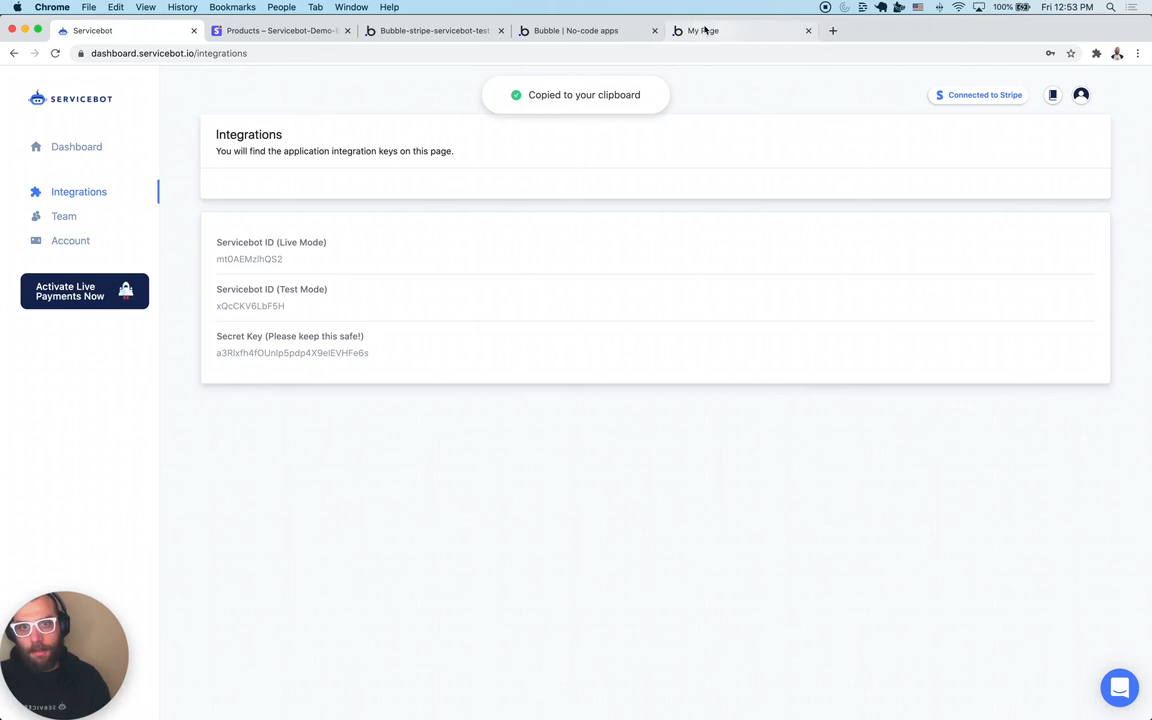 Chrome File Edit View History Bookmarks People Tab Window Help
100% Fri 12:53 PM
Servicebot
Products – Servicebot-Demo-
Bubble-stripe-servicebot-test
Bubble | No-code apps
My Page
dashboard.servicebot.io/integrations
SERVICEBOT
Copied to your clipboard
Connected to Stripe
Dashboard
Integrations
Team
Account
Activate Live
Payments Now
Integrations
You will find the application integration keys on this page.
Servicebot ID (Live Mode)
mt0AEMzlhQS2
Servicebot ID (Test Mode)
xQcCKV6LbF5H
Secret Key (Please keep this safe!)